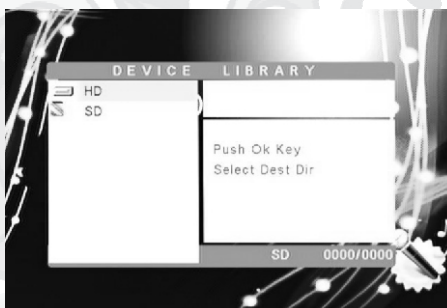 DEVICE LIBRARY
HD
SD
Push Ok Key
Select Dest Dir
SD 0000/0000